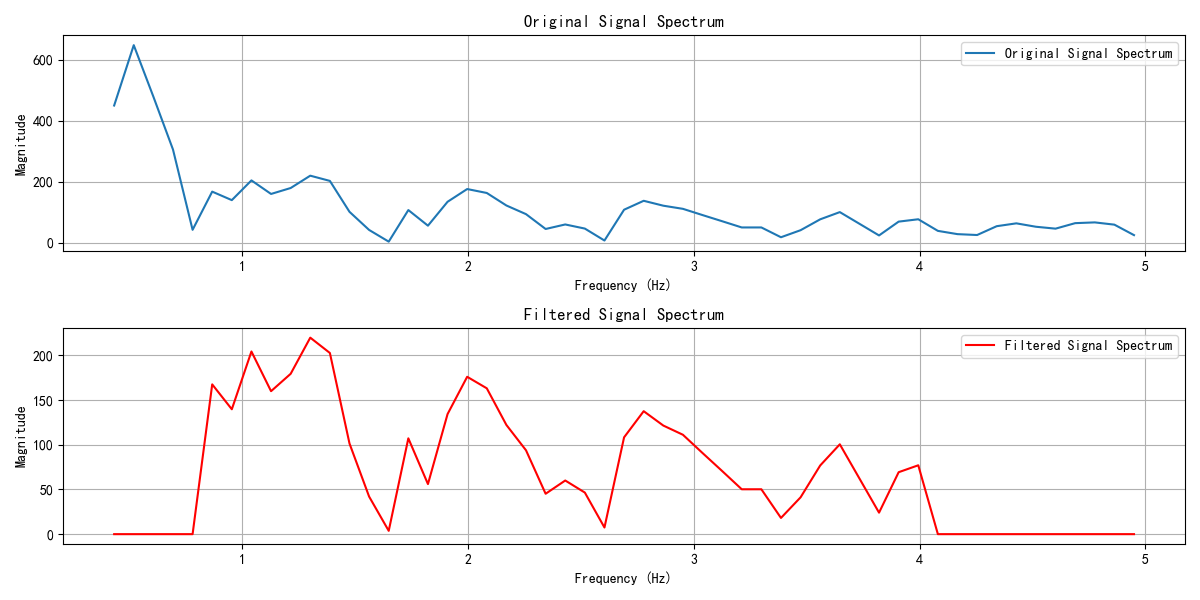 Original Signal Spectrum
Original Signal Spectrum
Magnitude
600
400
200
0
1 2 3 4 5
Frequency (Hz)
Filtered Signal Spectrum
Filtered Signal Spectrum
Magnitude
200
150
100
50
0
1 2 3 4 5
Frequency (Hz)